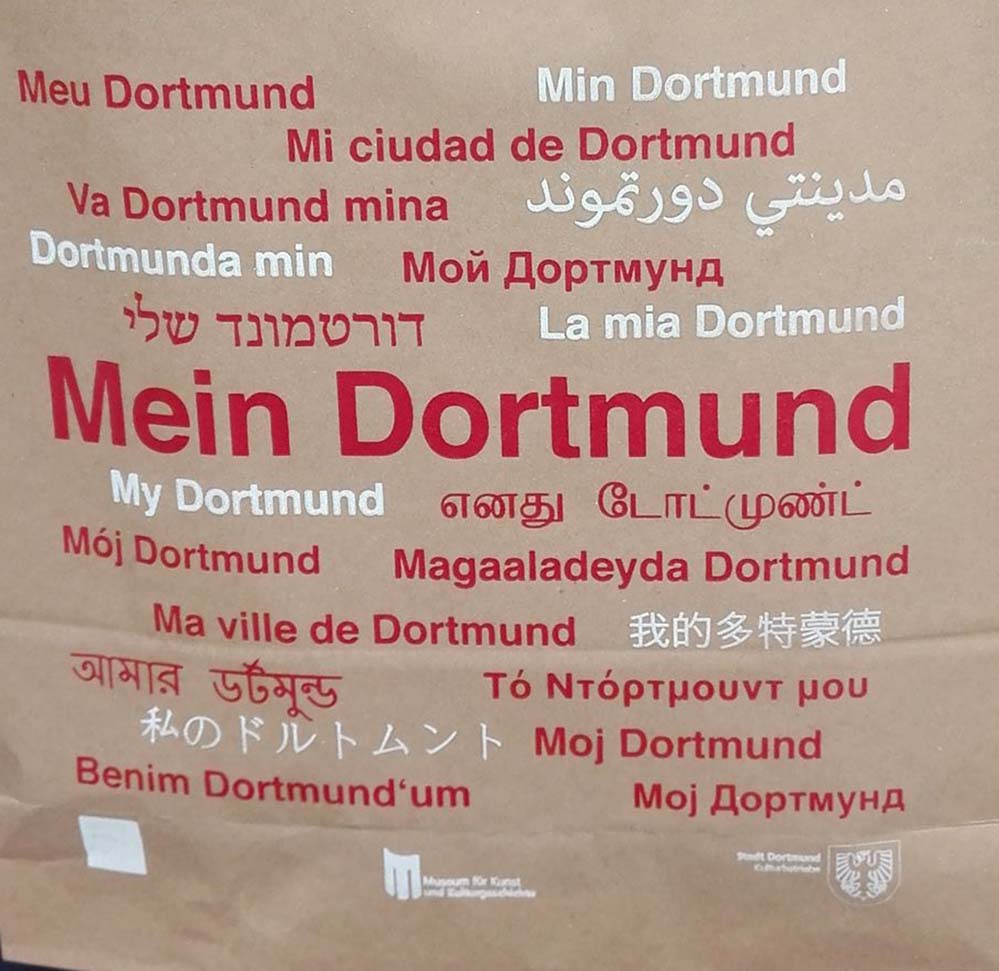 Meu Dortmund
Min Dortmund
Mi ciudad de Dortmund
Va Dortmund mina
مدينتي دورتموند
Dortmunda min
Мой Дортмунд
דורטמונד שלי
La mia Dortmund
Mein Dortmund
My Dortmund
எனது டோட்முண்ட்
Mój Dortmund
Magaaladeyda Dortmund
Ma ville de Dortmund
我的多特蒙德
আমার ডর্টমুন্ড
Τό Ντόρτμουντ μου
私のドルトムント
Moj Dortmund
Benim Dortmund‘um
Мој Дортмунд
Museum für Kunst
und Kulturgeschichte
Stadt Dortmund
Kulturbetriebe